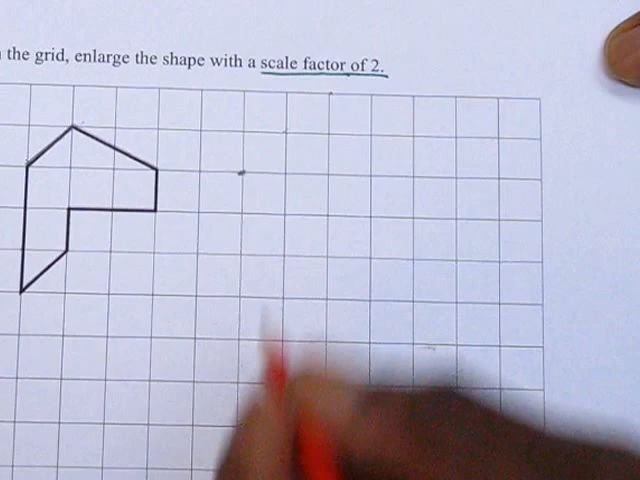 the grid, enlarge the shape with a scale factor of 2.